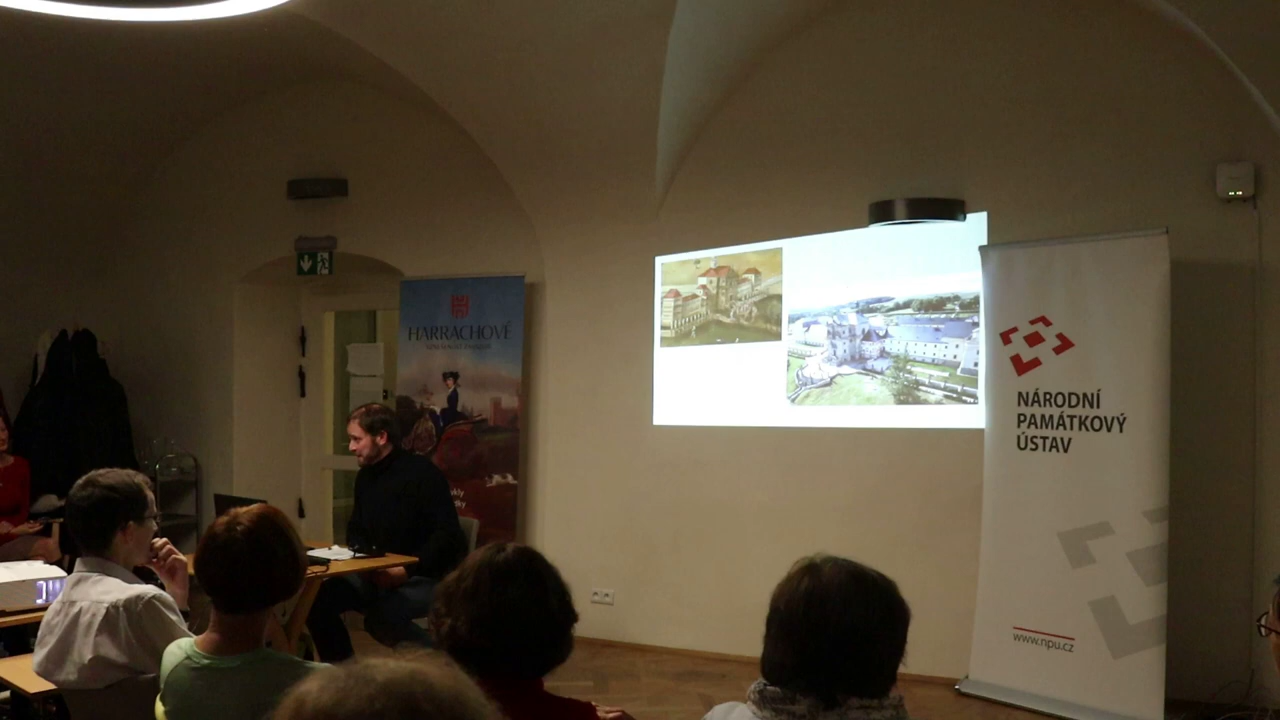 HARRACHOVÉ
NÁRODNÍ
PAMÁTKOVÝ
ÚSTAV
www.npu.cz